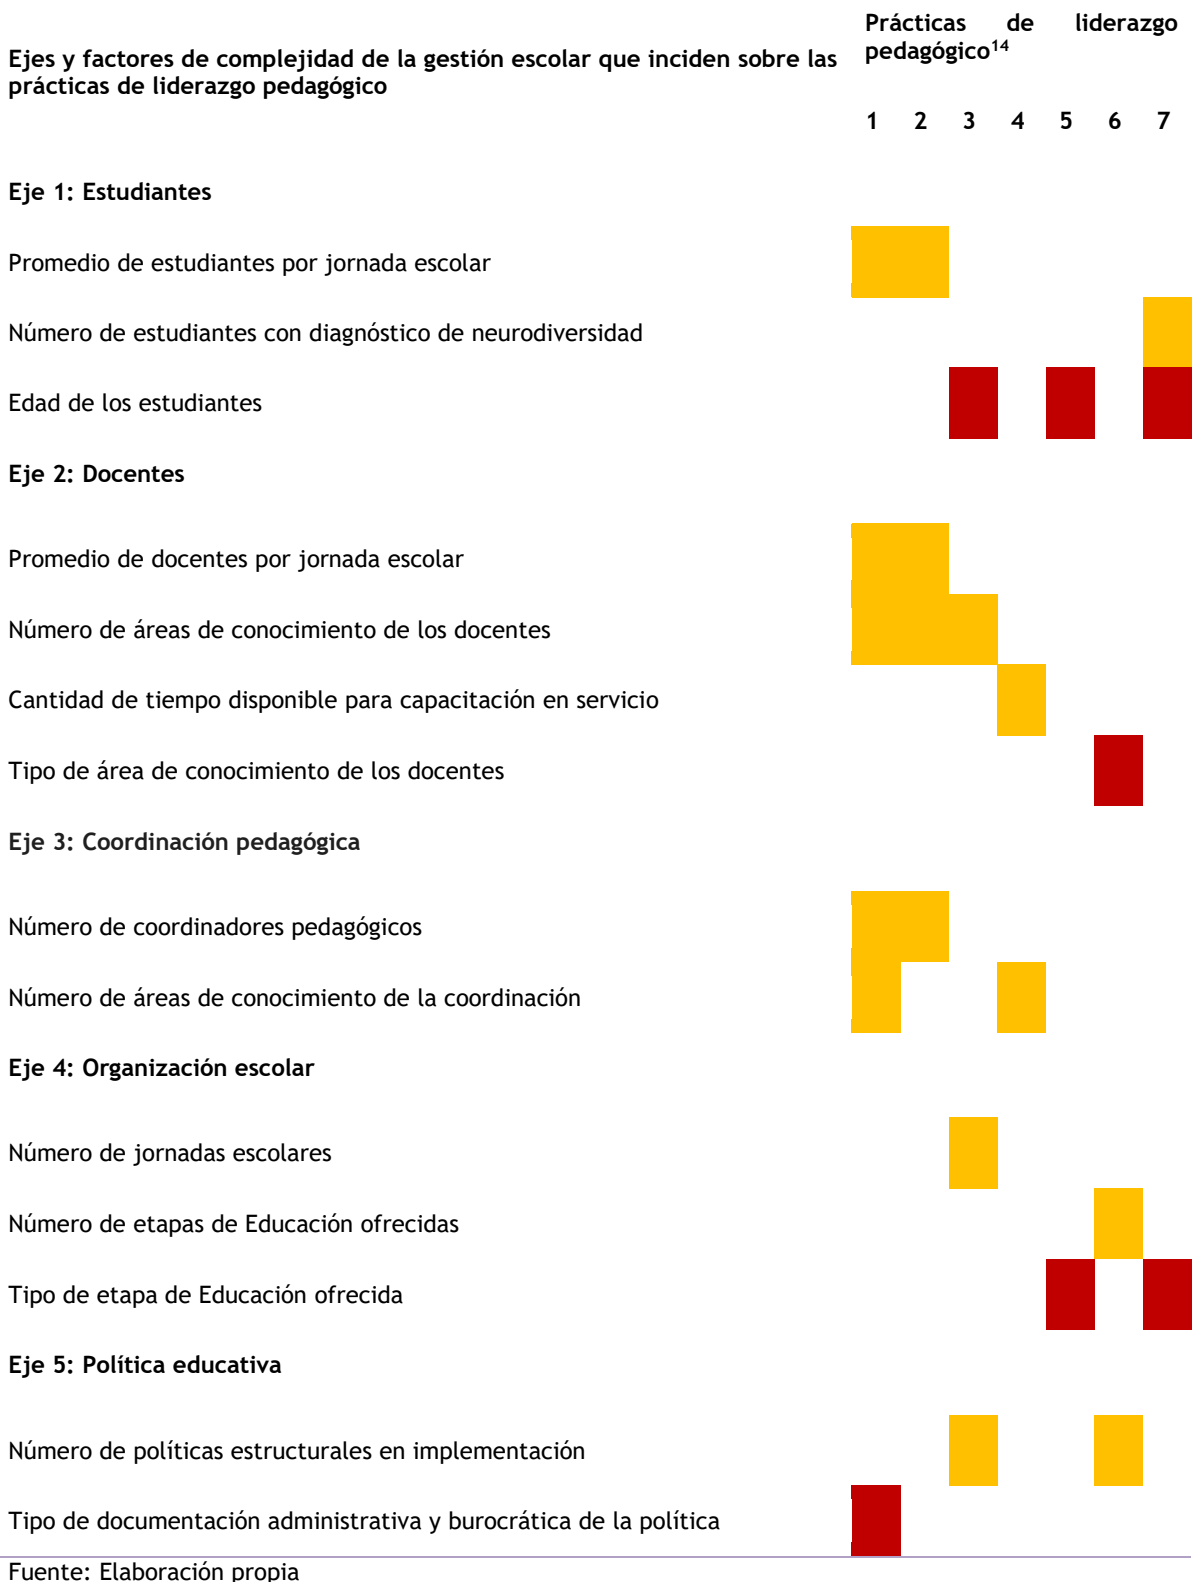 Ejes y factores de complejidad de la gestión escolar que inciden sobre las
prácticas de liderazgo pedagógico
Prácticas de liderazgo
pedagógico14
1 2 3 4 5 6 7
Eje 1: Estudiantes
Promedio de estudiantes por jornada escolar
Número de estudiantes con diagnóstico de neurodiversidad
Edad de los estudiantes
Eje 2: Docentes
Promedio de docentes por jornada escolar
Número de áreas de conocimiento de los docentes
Cantidad de tiempo disponible para capacitación en servicio
Tipo de área de conocimiento de los docentes
Eje 3: Coordinación pedagógica
Número de coordinadores pedagógicos
Número de áreas de conocimiento de la coordinación
Eje 4: Organización escolar
Número de jornadas escolares
Número de etapas de Educación ofrecidas
Tipo de etapa de Educación ofrecida
Eje 5: Política educativa
Número de políticas estructurales en implementación
Tipo de documentación administrativa y burocrática de la política
Fuente: Elaboración propia